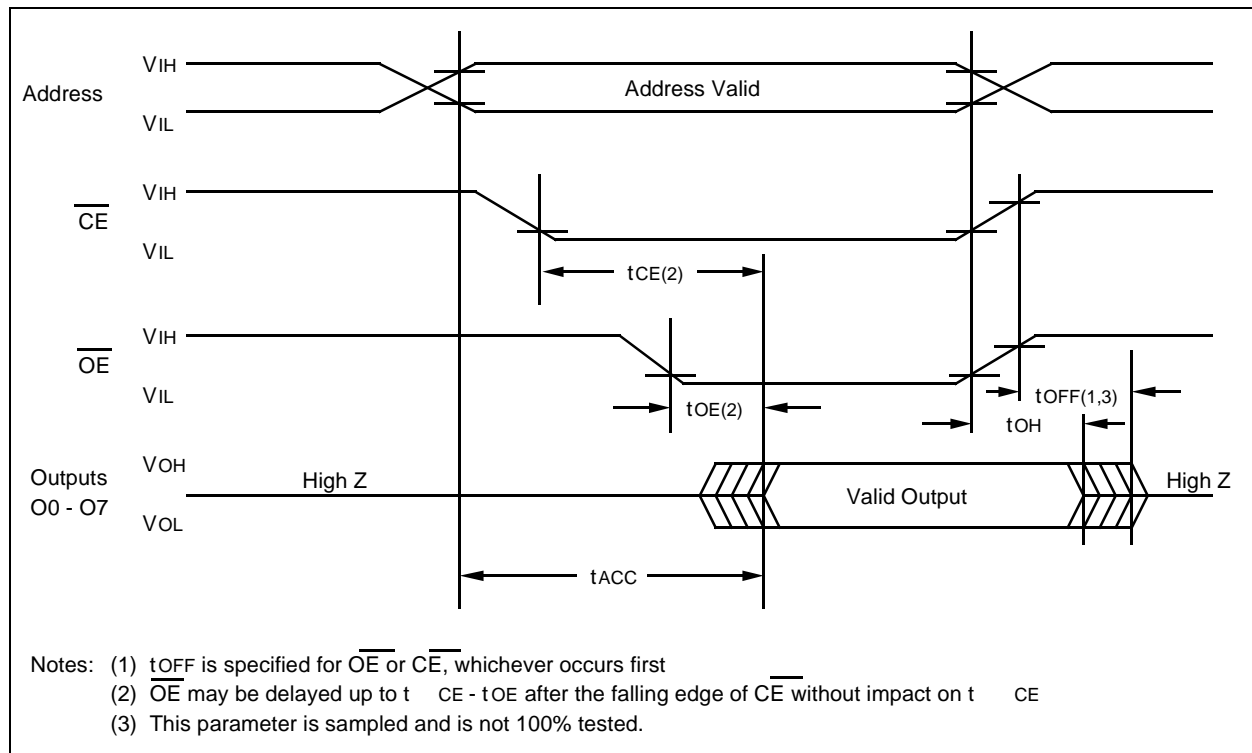 VIH
Address
Address Valid
VIL
VIH
CE
VIL
tCE(2)
VIH
OE
VIL
tOE(2)
tOFF(1,3)
tOH
VOH
Outputs
O0 - O7
High Z
Valid Output
High Z
VOL
tACC
Notes: (1) tOFF is specified for OE or CE, whichever occurs first
(2) OE may be delayed up to t CE - tOE after the falling edge of CE without impact on t CE
(3) This parameter is sampled and is not 100% tested.